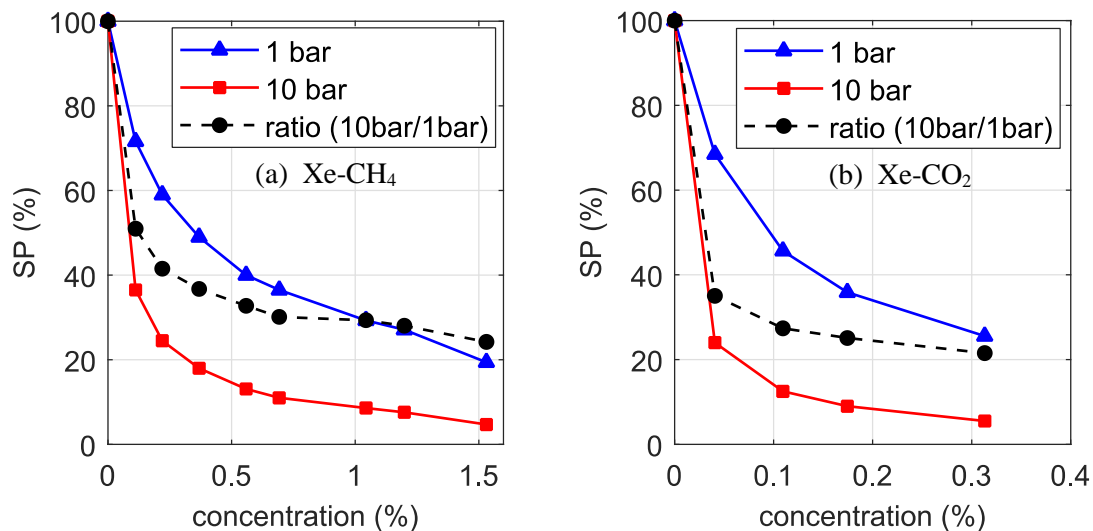 100
80
60
40
20
0
SP (%)
0
0.5
1
1.5
concentration (%)
1 bar
10 bar
ratio (10bar/1bar)
(a) Xe-CH₄
100
80
60
40
20
0
SP (%)
0
0.1
0.2
0.3
0.4
concentration (%)
1 bar
10 bar
ratio (10bar/1bar)
(b) Xe-CO₂